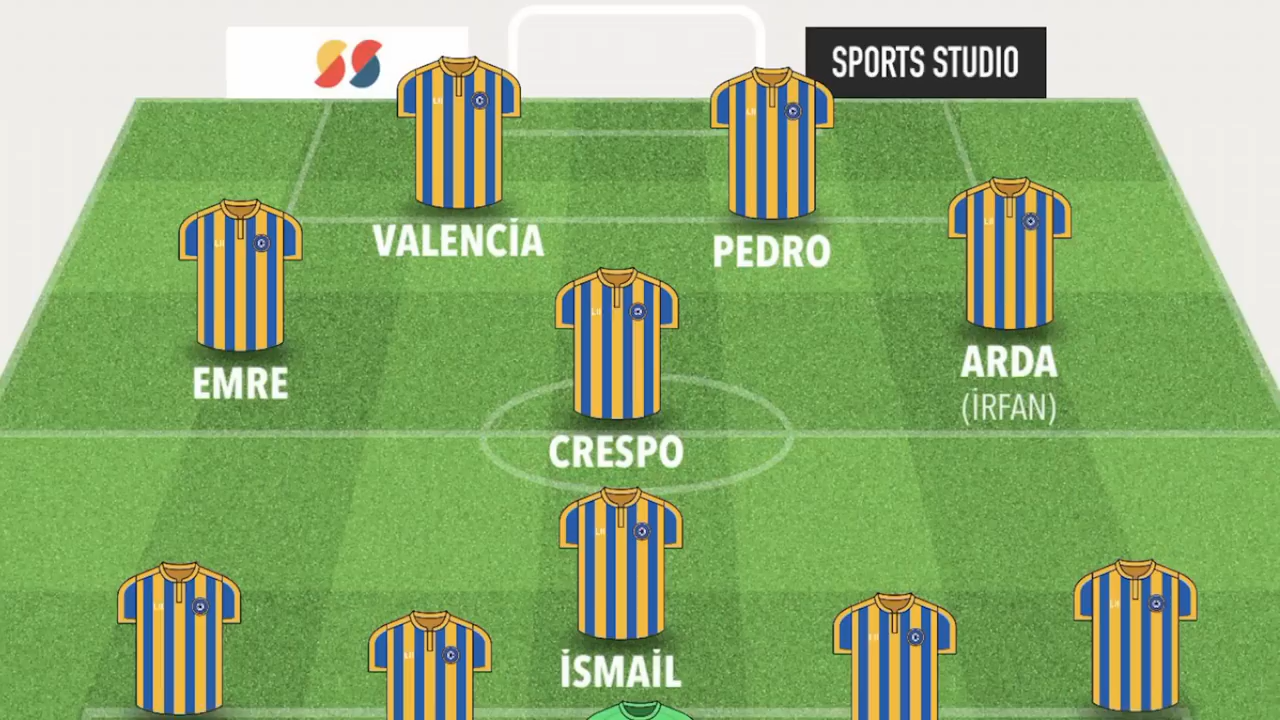 SPORTS STUDIO
VALENCİA
PEDRO
EMRE
ARDA
(İRFAN)
CRESPO
İSMAİL